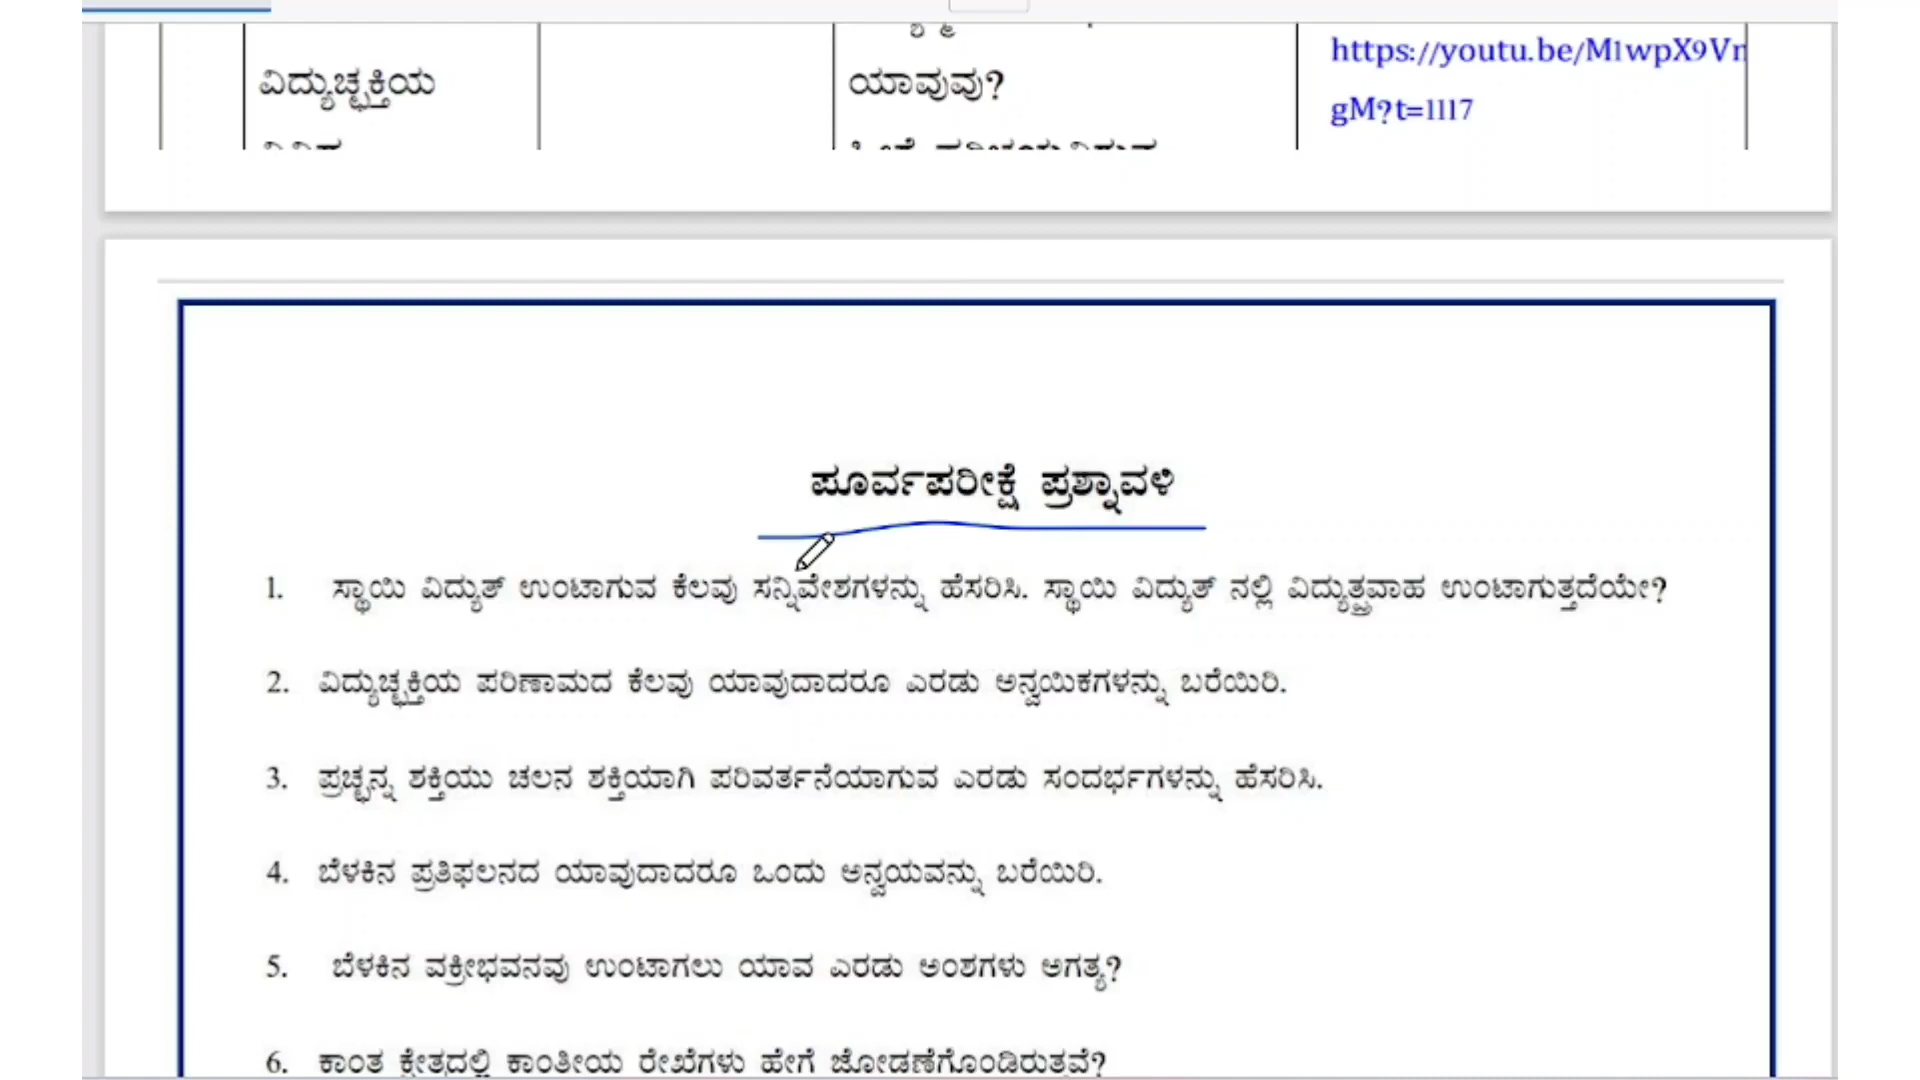 https://youtu.be/M1wpX9Vr
ವಿದ್ಯುಚ್ಛಕ್ತಿಯ ಯಾವುವು?
gM?t=1117
ಪೂರ್ವಪರೀಕ್ಷೆ ಪ್ರಶ್ನಾವಳಿ
1. ಸ್ಥಾಯಿ ವಿದ್ಯುತ್ ಉಂಟಾಗುವ ಕೆಲವು ಸನ್ನಿವೇಶಗಳನ್ನು ಹೆಸರಿಸಿ. ಸ್ಥಾಯಿ ವಿದ್ಯುತ್ ನಲ್ಲಿ ವಿದ್ಯುತ್ಪ್ರವಾಹ ಉಂಟಾಗುತ್ತದೆಯೇ?
2. ವಿದ್ಯುಚ್ಛಕ್ತಿಯ ಪರಿಣಾಮದ ಕೆಲವು ಯಾವುದಾದರೂ ಎರಡು ಅನ್ವಯಿಕಗಳನ್ನು ಬರೆಯಿರಿ.
3. ಪ್ರಚ್ಛನ್ನ ಶಕ್ತಿಯು ಚಲನ ಶಕ್ತಿಯಾಗಿ ಪರಿವರ್ತನೆಯಾಗುವ ಎರಡು ಸಂದರ್ಭಗಳನ್ನು ಹೆಸರಿಸಿ.
4. ಬೆಳಕಿನ ಪ್ರತಿಫಲನದ ಯಾವುದಾದರೂ ಒಂದು ಅನ್ವಯವನ್ನು ಬರೆಯಿರಿ.
5. ಬೆಳಕಿನ ವಕ್ರೀಭವನವು ಉಂಟಾಗಲು ಯಾವ ಎರಡು ಅಂಶಗಳು ಅಗತ್ಯ?
6. ಕಾಂತ ಕ್ಷೇತ್ರದಲ್ಲಿ ಕಾಂತೀಯ ರೇಖೆಗಳು ಹೇಗೆ ಜೋಡಣೆಗೊಂಡಿರುತ್ತವೆ?